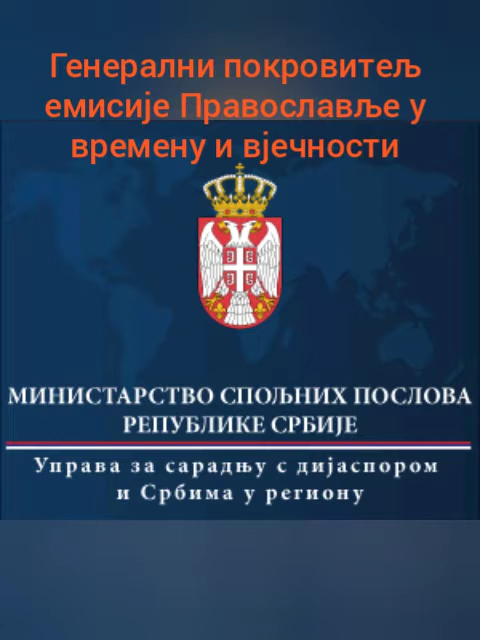 Генерални покровитељ
емисије Православље у
времену и вјечности
МИНИСТАРСТВО СПОЉНИХ ПОСЛОВА
РЕПУБЛИКЕ СРБИЈЕ
Управа за сарадњу с дијаспором
и Србима у региону